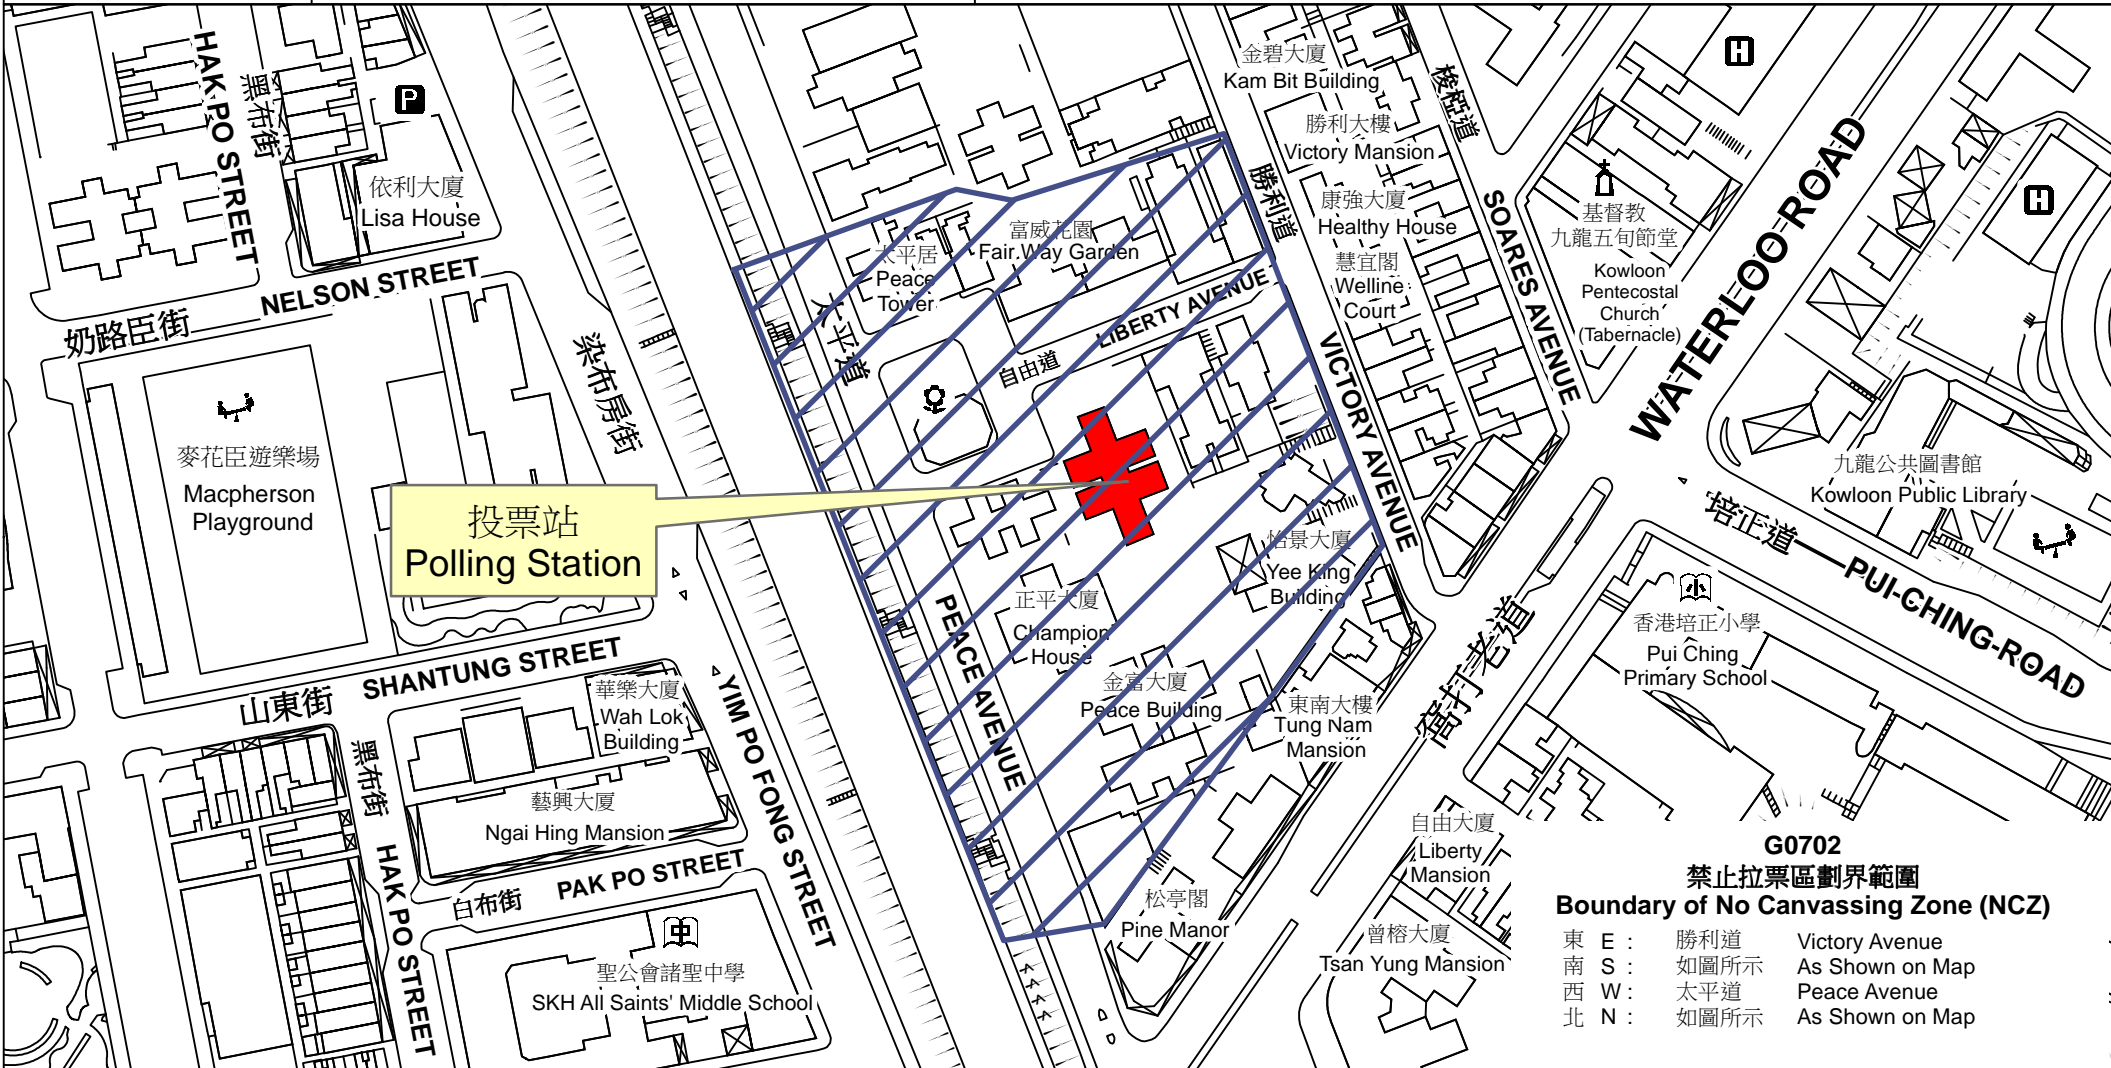 HAK PO STREET
黑布街
P
依利大廈
Lisa House
NELSON STREET
奶路臣街
染布房街
麥花臣遊樂場
Macpherson
Playground
投票站
Polling Station
SHANTUNG STREET
山東街
華樂大廈
Wah Lok
Building
黑布街
HAK PO STREET
藝興大廈
Ngai Hing Mansion
YIM PO FONG STREET
白布街
PAK PO STREET
中
聖公會諸聖中學
SKH All Saints' Middle School
太平居
Peace
Tower
富威花園
Fair Way Garden
太平道
自由道
LIBERTY AVENUE
勝利道
VICTORY AVENUE
PEACE AVENUE
正平大廈
Champion
House
怡景大廈
Yee King
Building
金富大廈
Peace Building
東南大樓
Tung Nam
Mansion
松亭閣
Pine Manor
金碧大廈
Kam Bit Building
勝利大樓
Victory Mansion
康強大廈
Healthy House
慧宜閣
Welline
Court
梭椏道
SOARES AVENUE
H
基督教
九龍五旬節堂
Kowloon
Pentecostal
Church
(Tabernacle)
WATERLOO ROAD
窩打老道
H
九龍公共圖書館
Kowloon Public Library
培正道
PUI-CHING-ROAD
小
香港培正小學
Pui Ching
Primary School
自由大廈
Liberty
Mansion
曾榕大廈
Tsan Yung Mansion
G0702
禁止拉票區劃界範圍
Boundary of No Canvassing Zone (NCZ)
東 E : 勝利道 Victory Avenue
南 S : 如圖所示 As Shown on Map
西 W : 太平道 Peace Avenue
北 N : 如圖所示 As Shown on Map